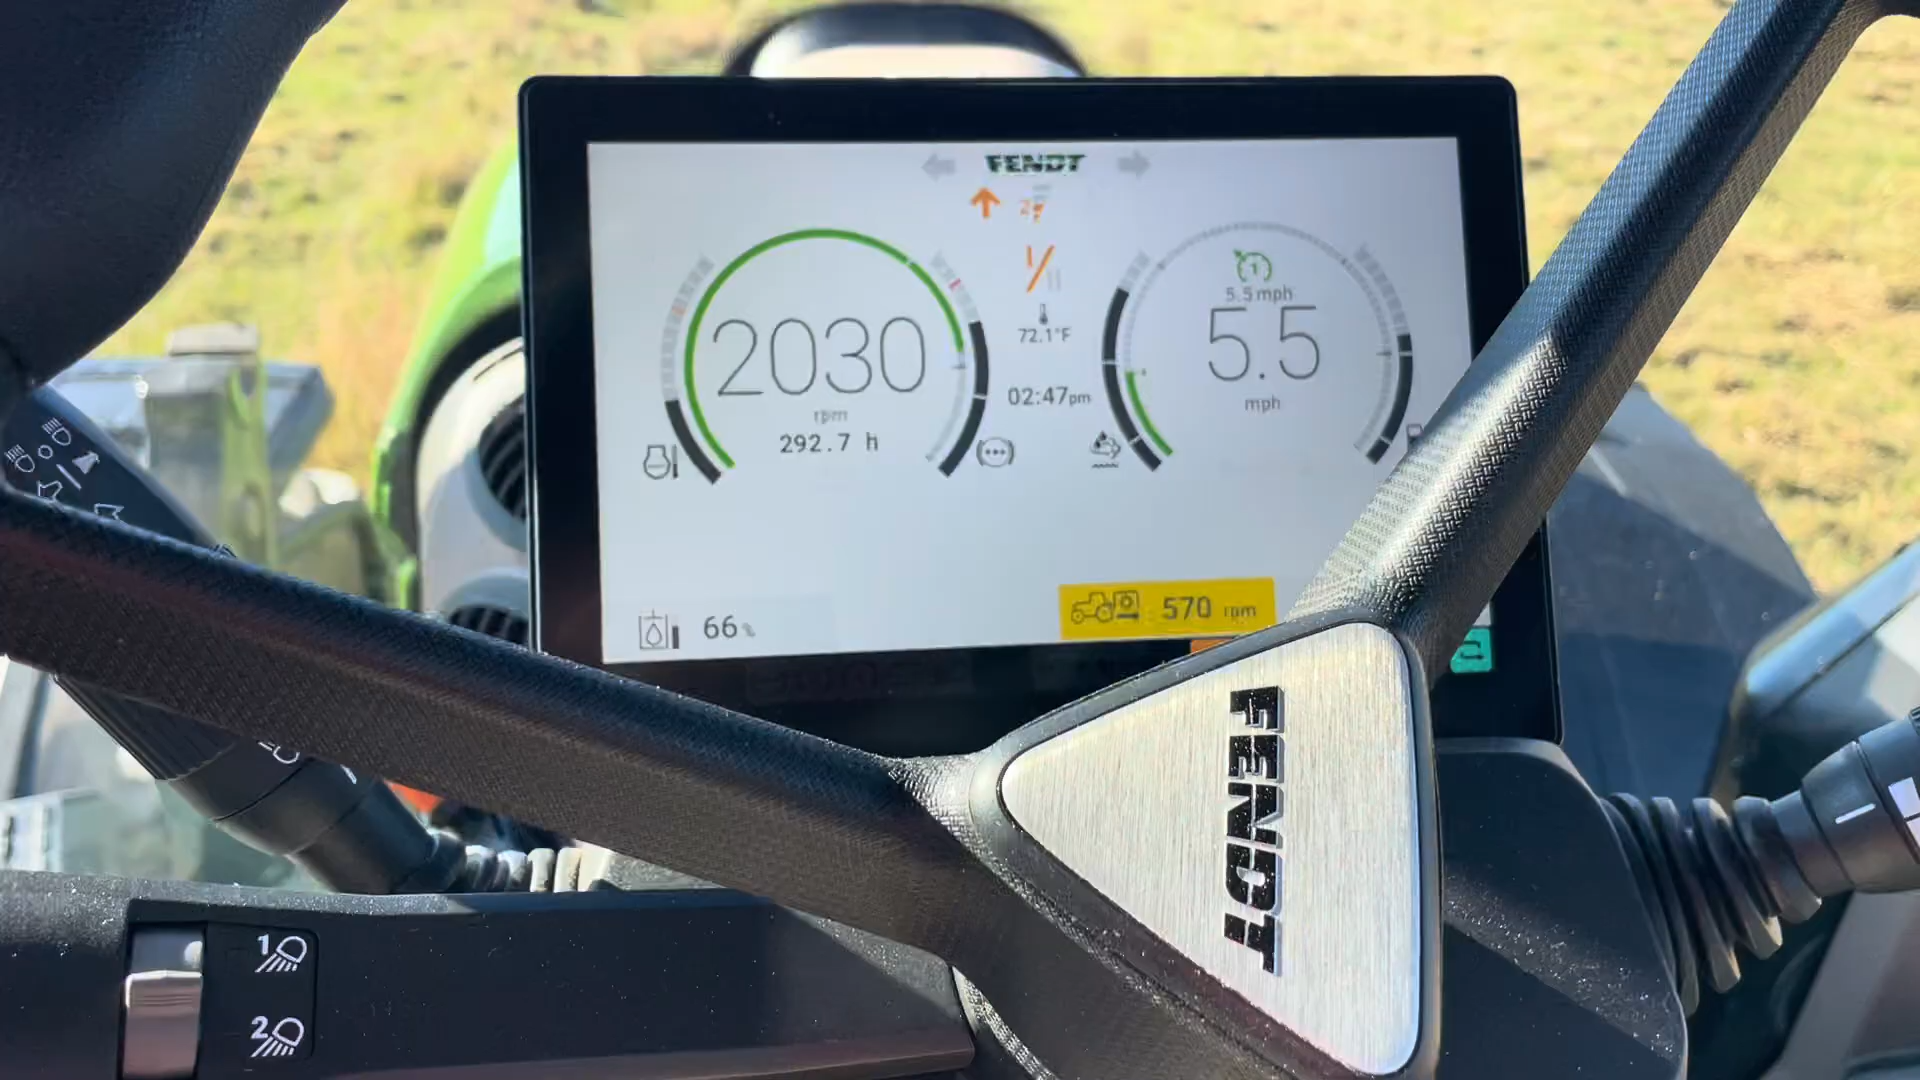 FENDT
2030
rpm
292.7 h
72.1°F
02:47pm
1
5.5 mph
5.5
mph
66 %
570 rpm
FENDT
1
2